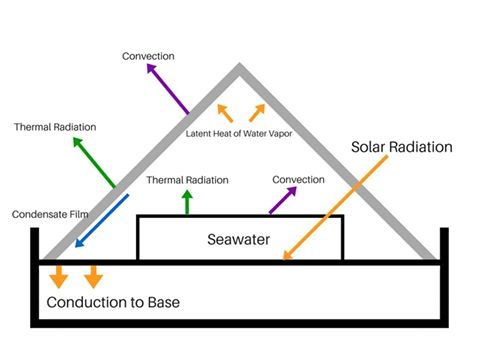 Convection
Thermal Radiation
Latent Heat of Water Vapor
Solar Radiation
Thermal Radiation
Convection
Condensate Film
Seawater
Conduction to Base